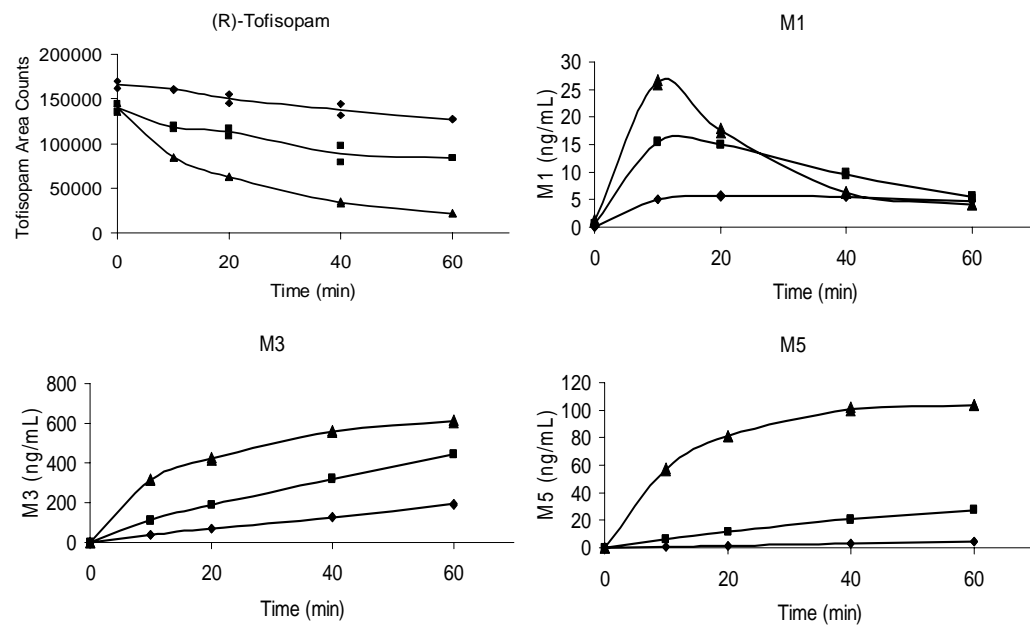 (R)-Tofisopam
Tofisopam Area Counts
200000
150000
100000
50000
0
0 20 40 60
Time (min)
M1
M1 (ng/mL)
30
25
20
15
10
5
0
0 20 40 60
Time (min)
M3
M3 (ng/mL)
800
600
400
200
0
0 20 40 60
Time (min)
M5
M5 (ng/mL)
120
100
80
60
40
20
0
0 20 40 60
Time (min)